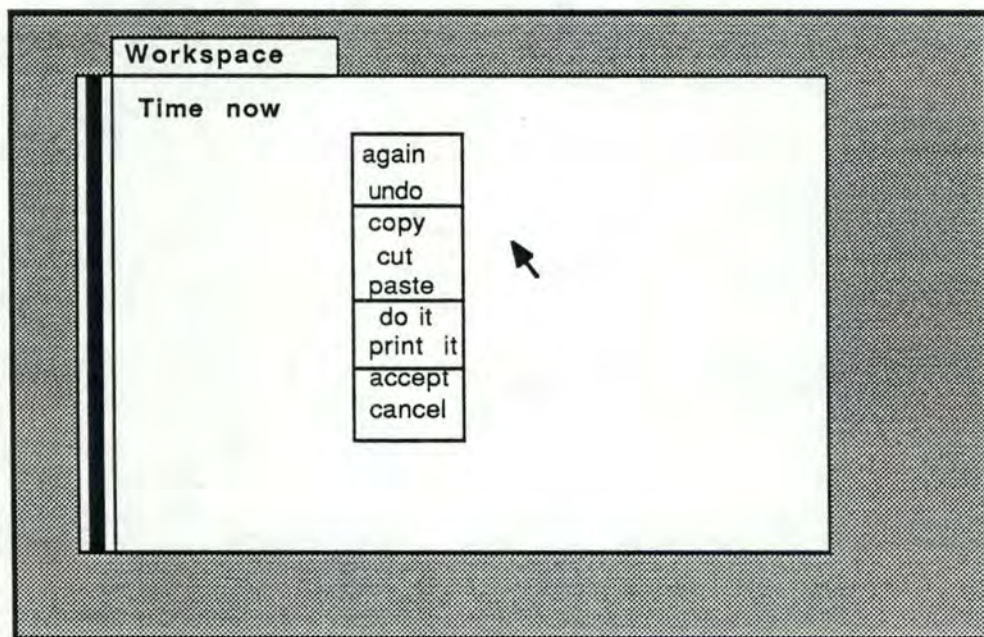 Workspace
Time now
again
undo
copy
cut
paste
do it
print it
accept
cancel